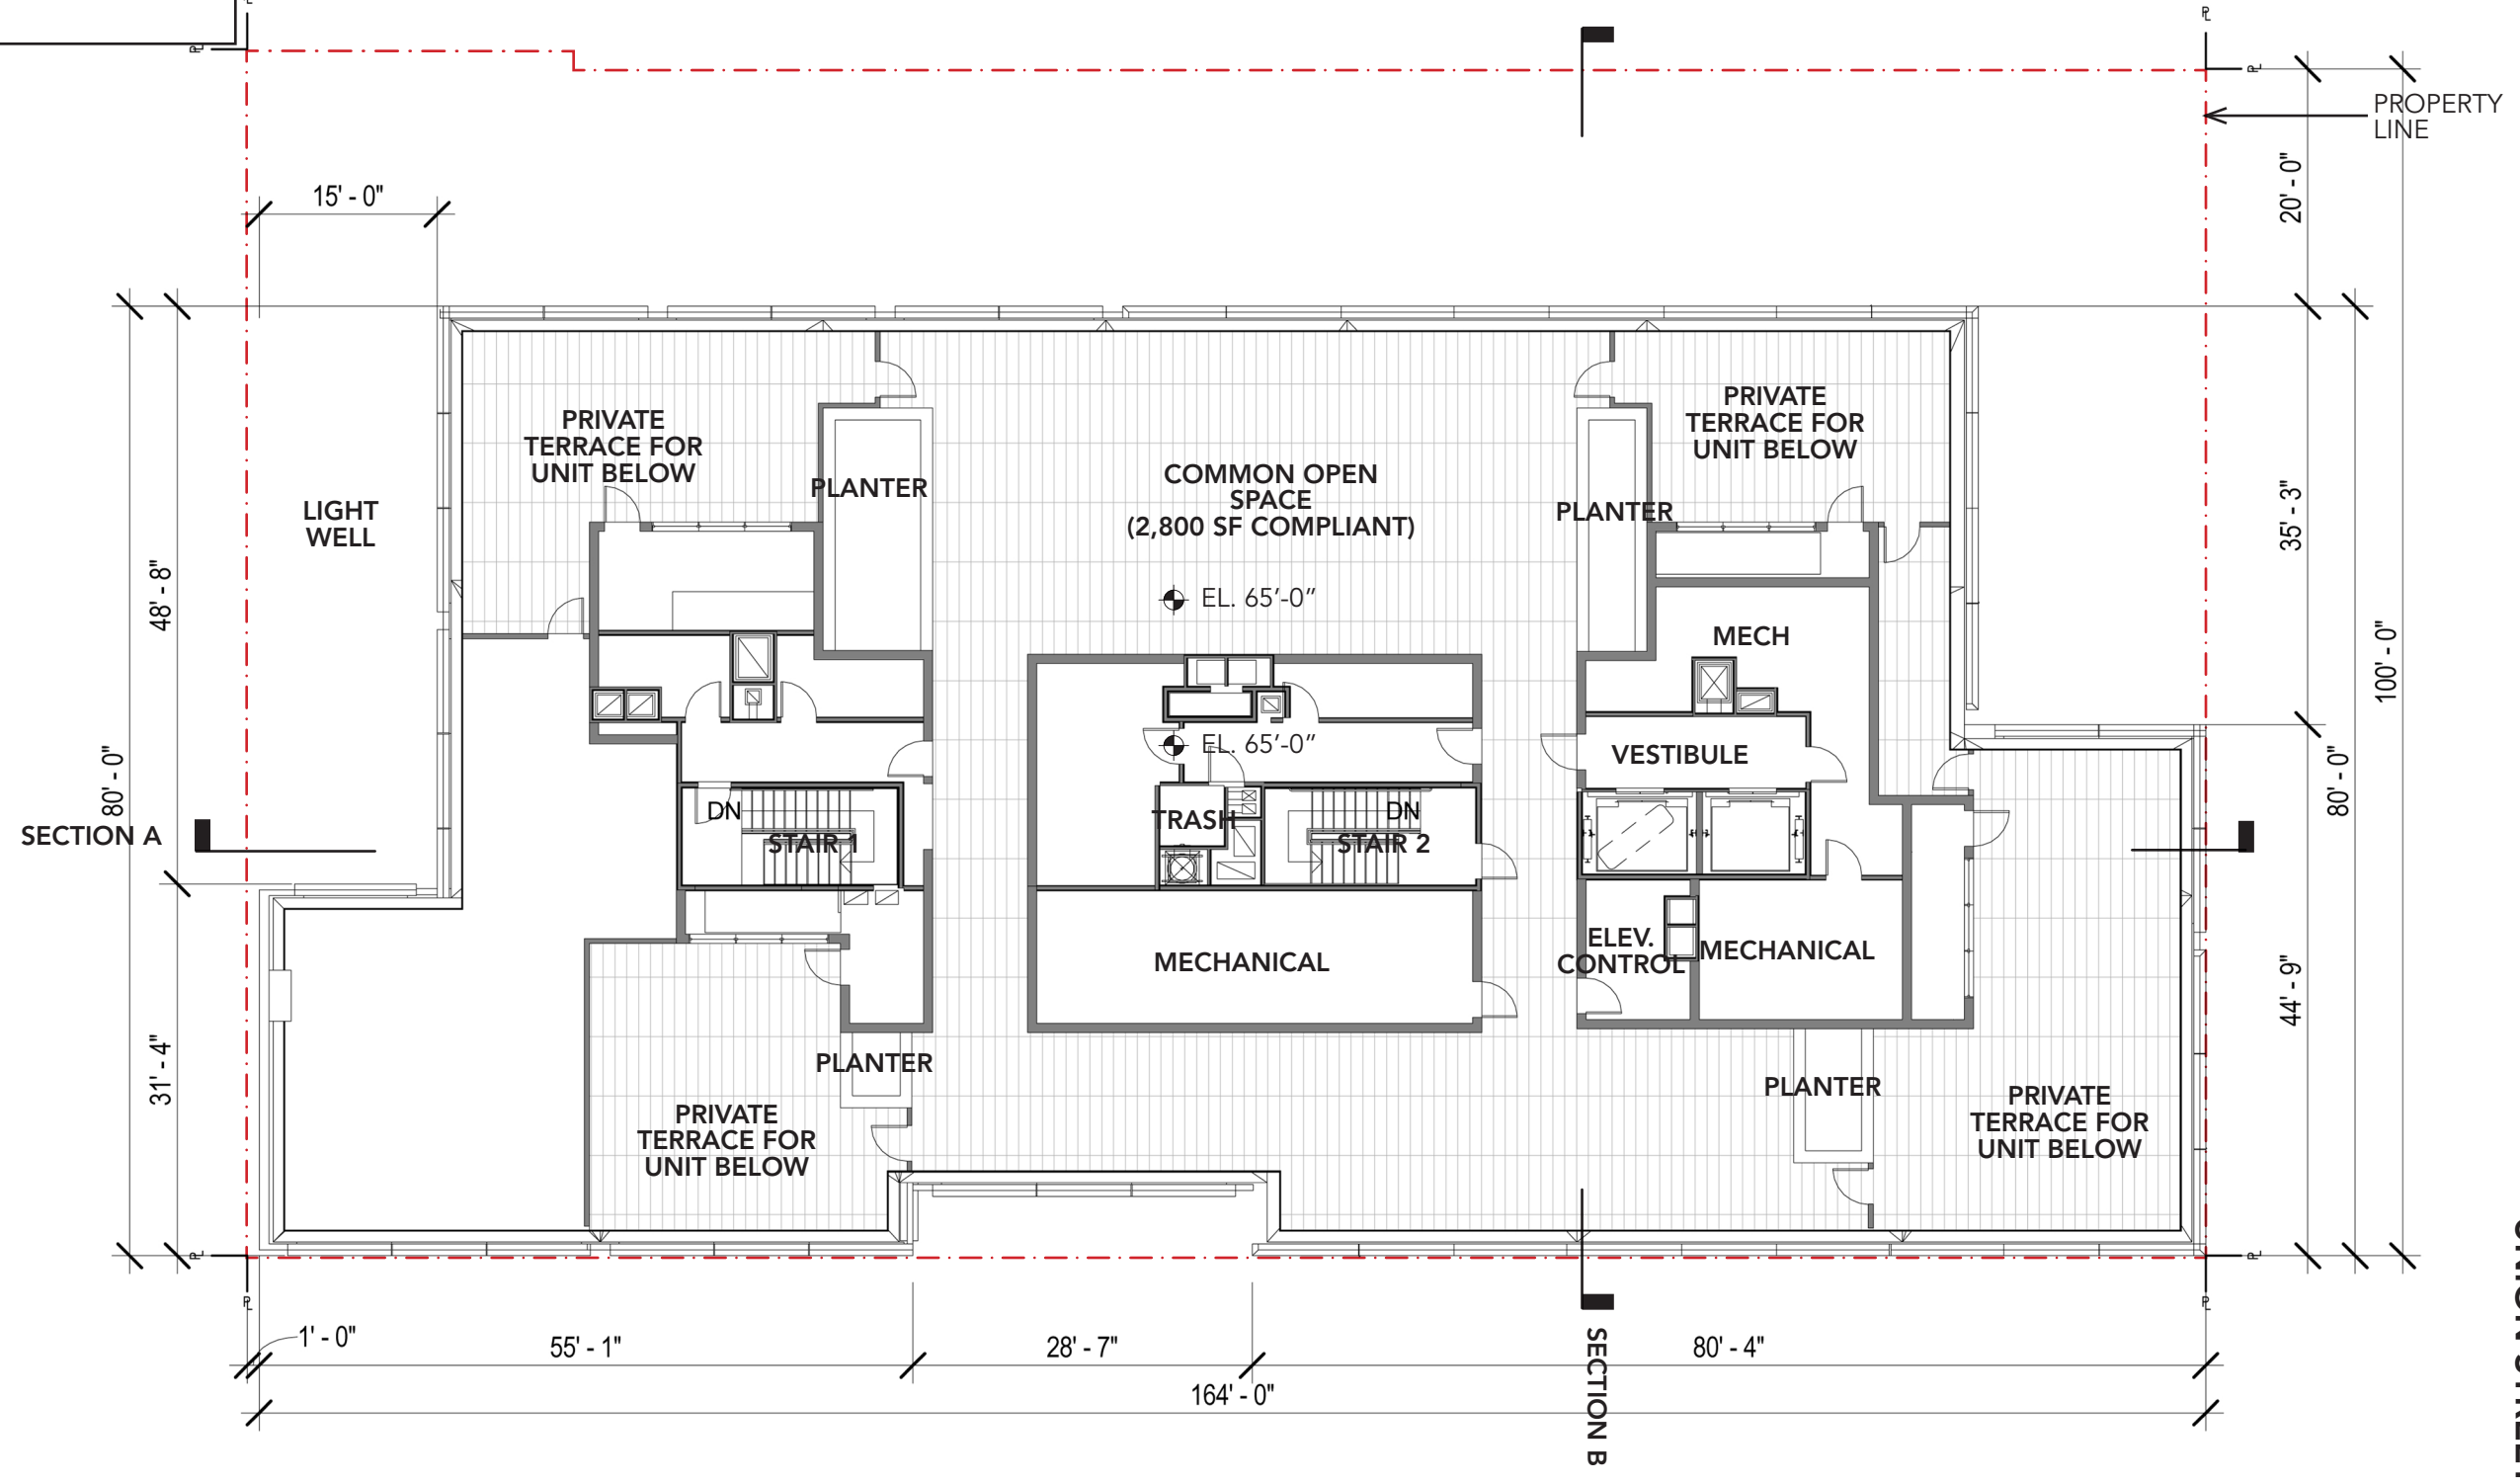 PROPERTY
LINE
15' - 0"
20' - 0"
PRIVATE
TERRACE FOR
UNIT BELOW
PLANTER
COMMON OPEN
SPACE
(2,800 SF COMPLIANT)
PLANTER
PRIVATE
TERRACE FOR
UNIT BELOW
LIGHT
WELL
35' - 3"
48' - 8"
EL. 65'-0"
MECH
100' - 0"
EL. 65'-0"
VESTIBULE
80' - 0"
80' - 0"
SECTION A
DN
STAIR 1
TRASH
DN
STAIR 2
MECHANICAL
ELEV.
CONTROL
MECHANICAL
44' - 9"
31' - 4"
PLANTER
PLANTER
PRIVATE
TERRACE FOR
UNIT BELOW
PRIVATE
TERRACE FOR
UNIT BELOW
1' - 0"
55' - 1"
28' - 7"
80' - 4"
164' - 0"
SECTION B